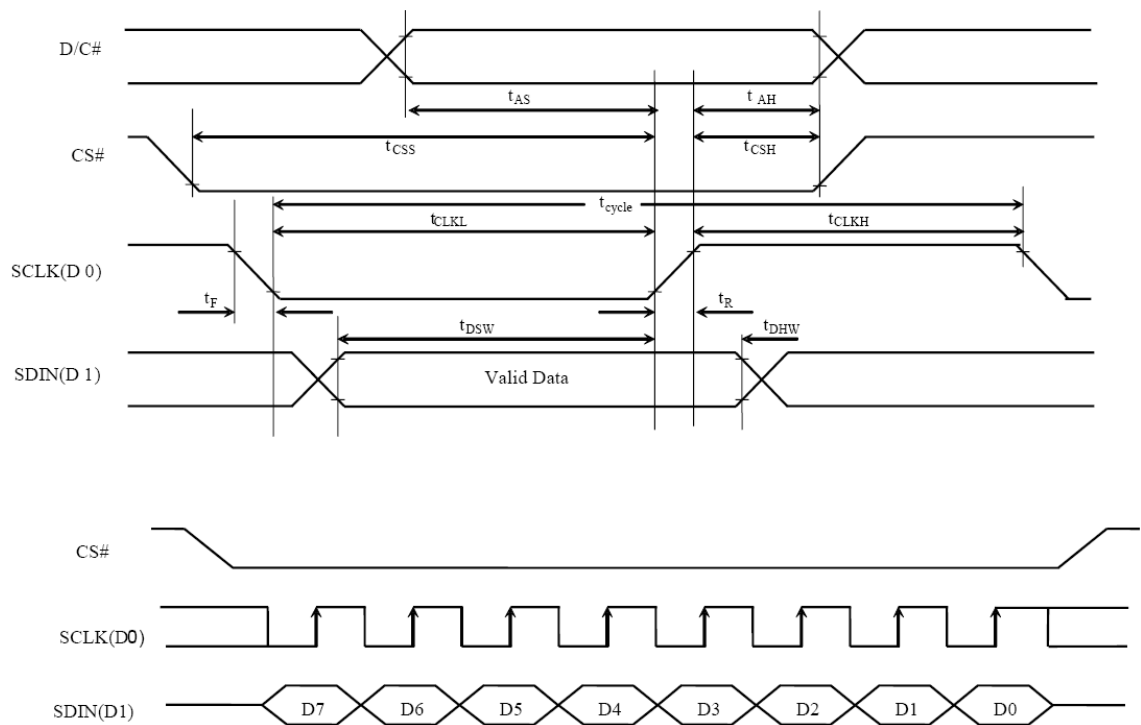 D/C#
tAS
t AH
CS#
tCSS
tCSH
tcycle
tCLKL
tCLKH
SCLK(D 0)
tF
tR
tDSW
tDHW
SDIN(D 1)
Valid Data
CS#
SCLK(D0)
SDIN(D1)
D7 D6 D5 D4 D3 D2 D1 D0